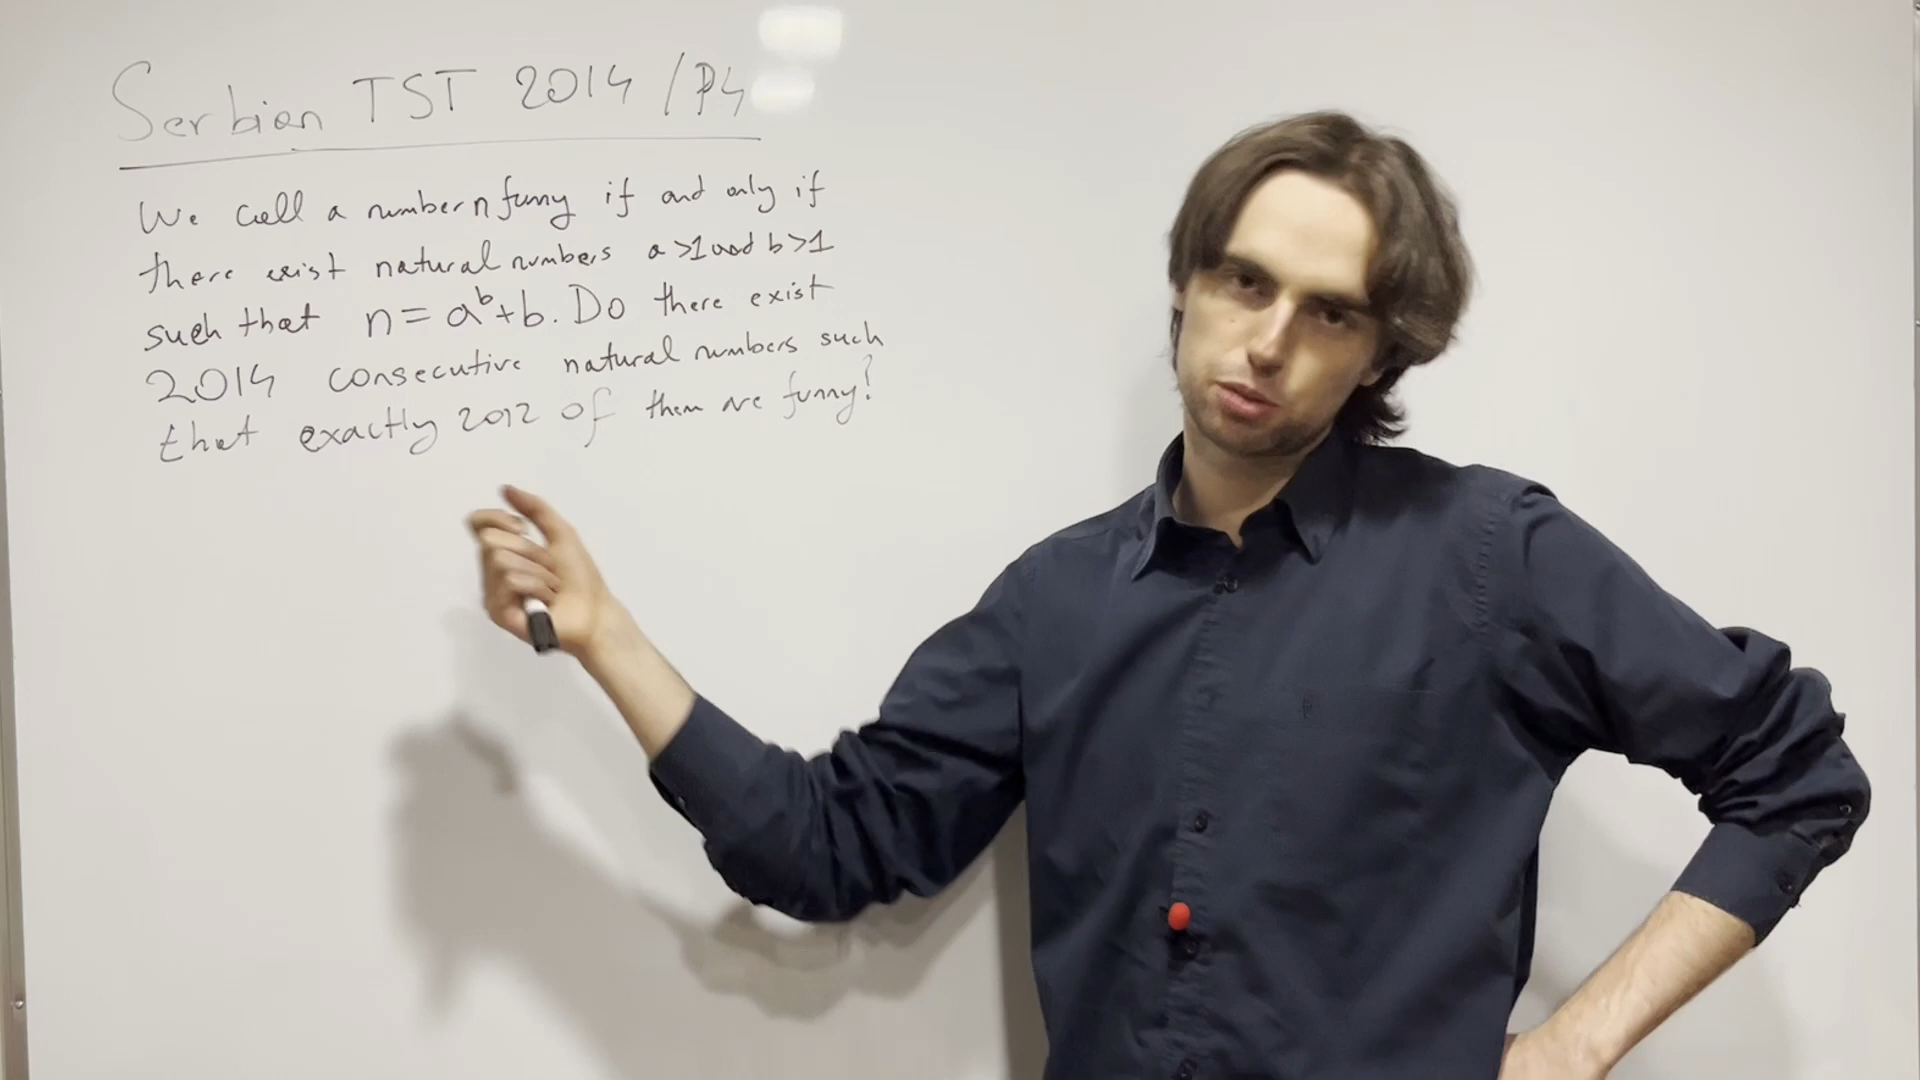 Serbian TST 2014 / P4
We call a number n funny if and only if
there exist natural numbers a >1 and b >1
such that n = a^b + b. Do there exist
2014 consecutive natural numbers such
that exactly 2012 of them are funny?